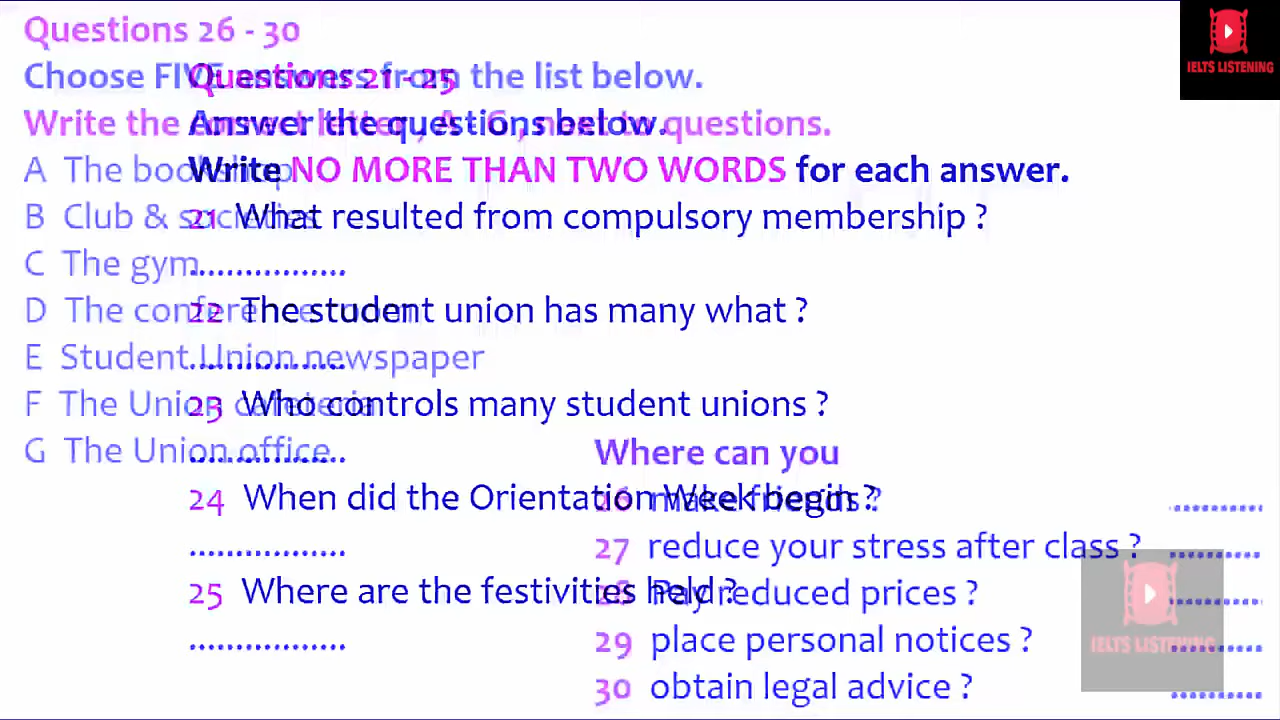 Questions 26 - 30
Choose FIVE answers from the list below.
Write the correct letter, A - G, next to questions.
A The bookshop
B Club & societies
C The gym
D The conference room
E Student Union newspaper
F The Union cafeteria
G The Union office
Where can you
26 make friends ?
27 reduce your stress after class ?
28 Pay reduced prices ?
29 place personal notices ?
30 obtain legal advice ?
Questions 21 - 25
Answer the questions below.
Write NO MORE THAN TWO WORDS for each answer.
21 What resulted from compulsory membership ?
.................
22 The student union has many what ?
.................
23 Who controls many student unions ?
.................
24 When did the Orientation Week begin ?
.................
25 Where are the festivities held ?
.................
IELTS LISTENING
IELTS LISTENING